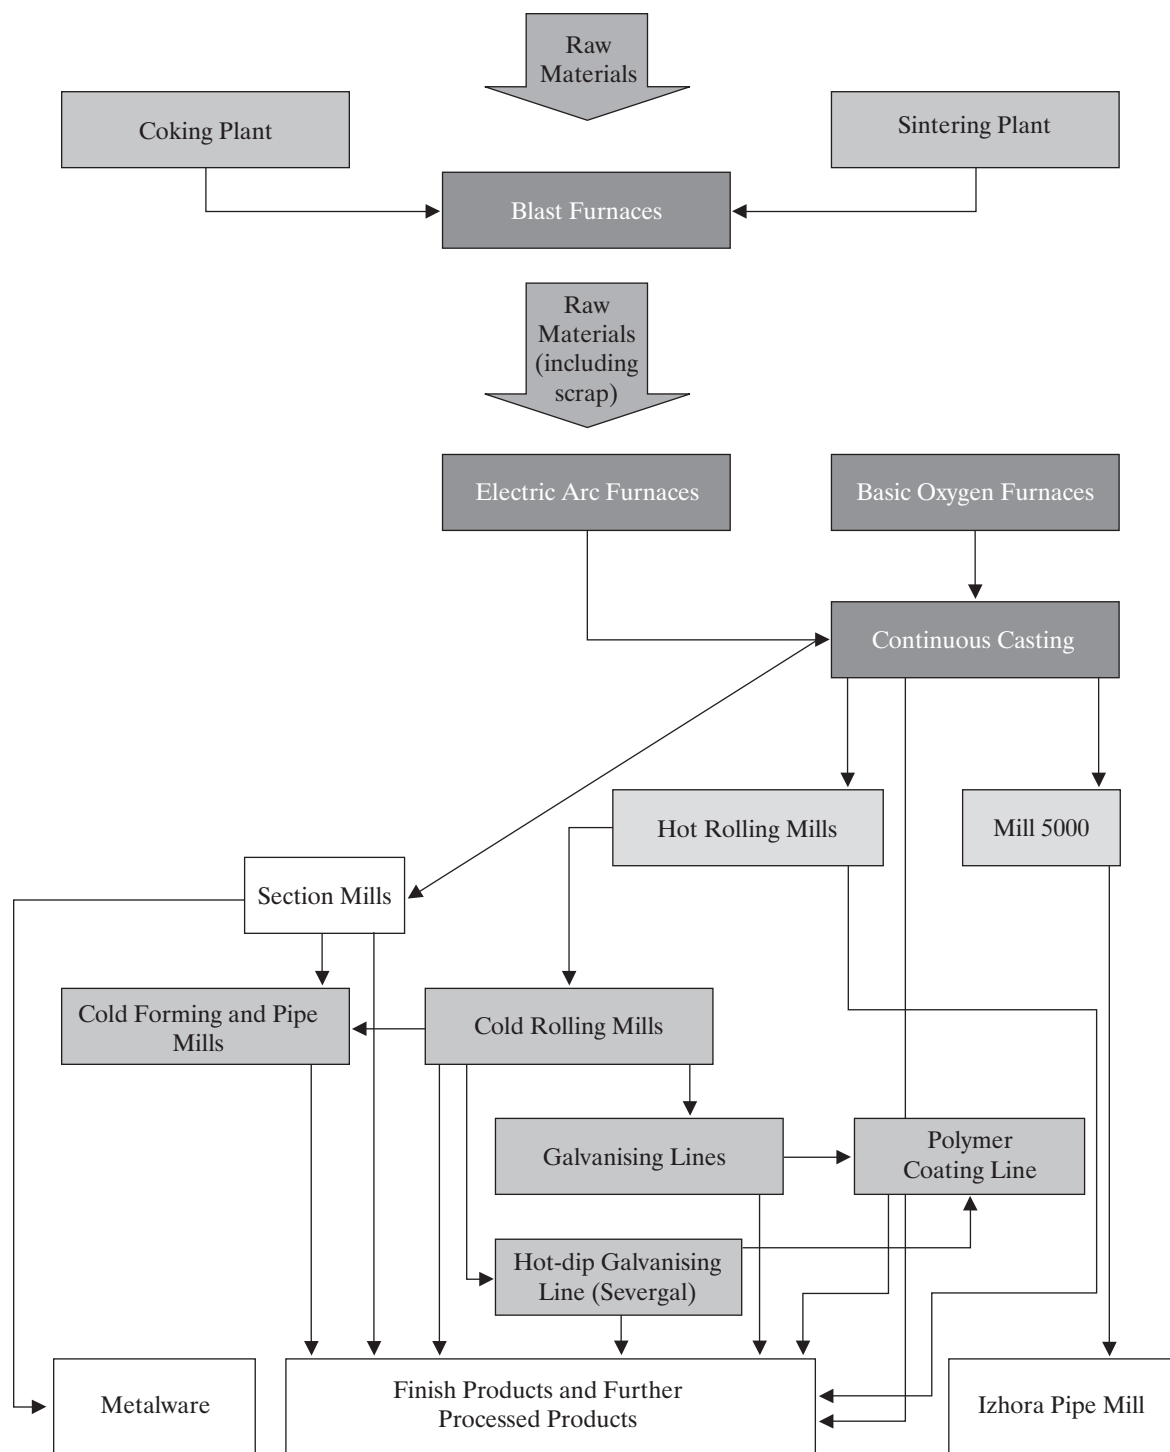 Raw
Materials
Coking Plant
Sintering Plant
Blast Furnaces
Raw
Materials
(including
scrap)
Electric Arc Furnaces
Basic Oxygen Furnaces
Continuous Casting
Hot Rolling Mills
Mill 5000
Section Mills
Cold Forming and Pipe
Mills
Cold Rolling Mills
Galvanising Lines
Polymer
Coating Line
Hot-dip Galvanising
Line (Severgal)
Metalware
Finish Products and Further
Processed Products
Izhora Pipe Mill